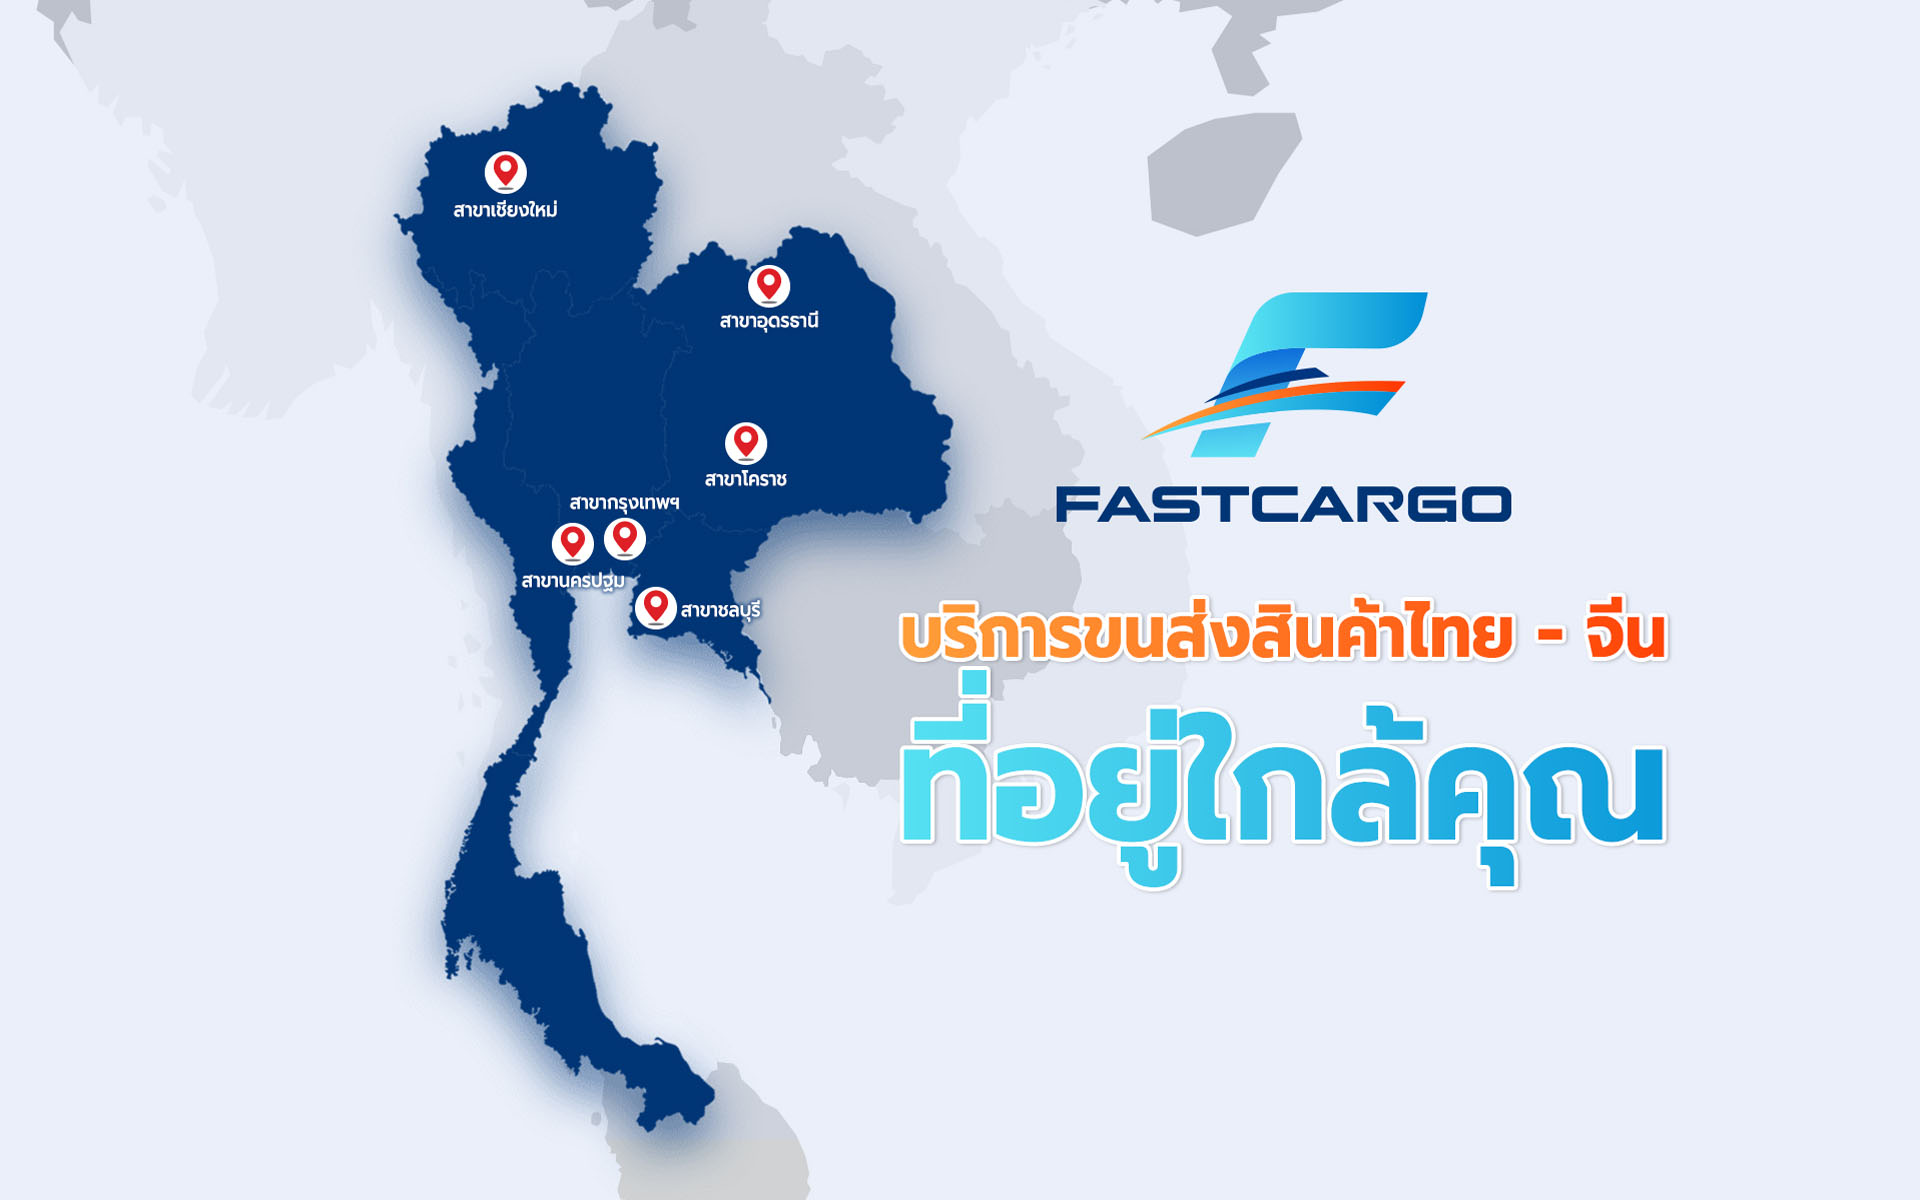 สาขาเชียงใหม่
สาขาอุดรธานี
สาขาโคราช
สาขากรุงเทพฯ
สาขานครปฐม
สาขาชลบุรี
FASTCARGO
บริการขนส่งสินค้าไทย - จีน
ที่อยู่ใกล้คุณ